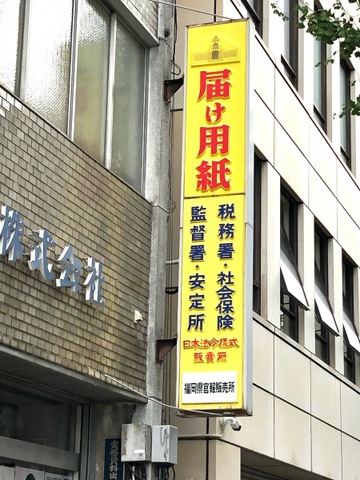 届け用紙
税務署・社会保険
監督署・安定所
日本法令様式
販賣所
福岡県官報販売所
株式会社